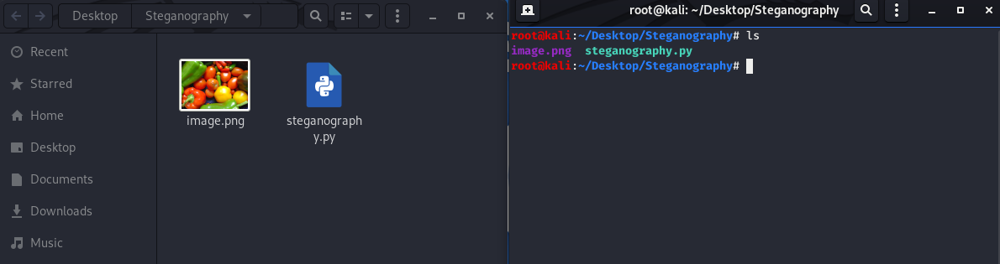 Desktop Steganography
Recent
Starred
Home
Desktop
Documents
Downloads
Music
image.png
steganograph
y.py
root@kali: ~/Desktop/Steganography
root@kali:~/Desktop/Steganography# ls
image.png steganography.py
root@kali:~/Desktop/Steganography#